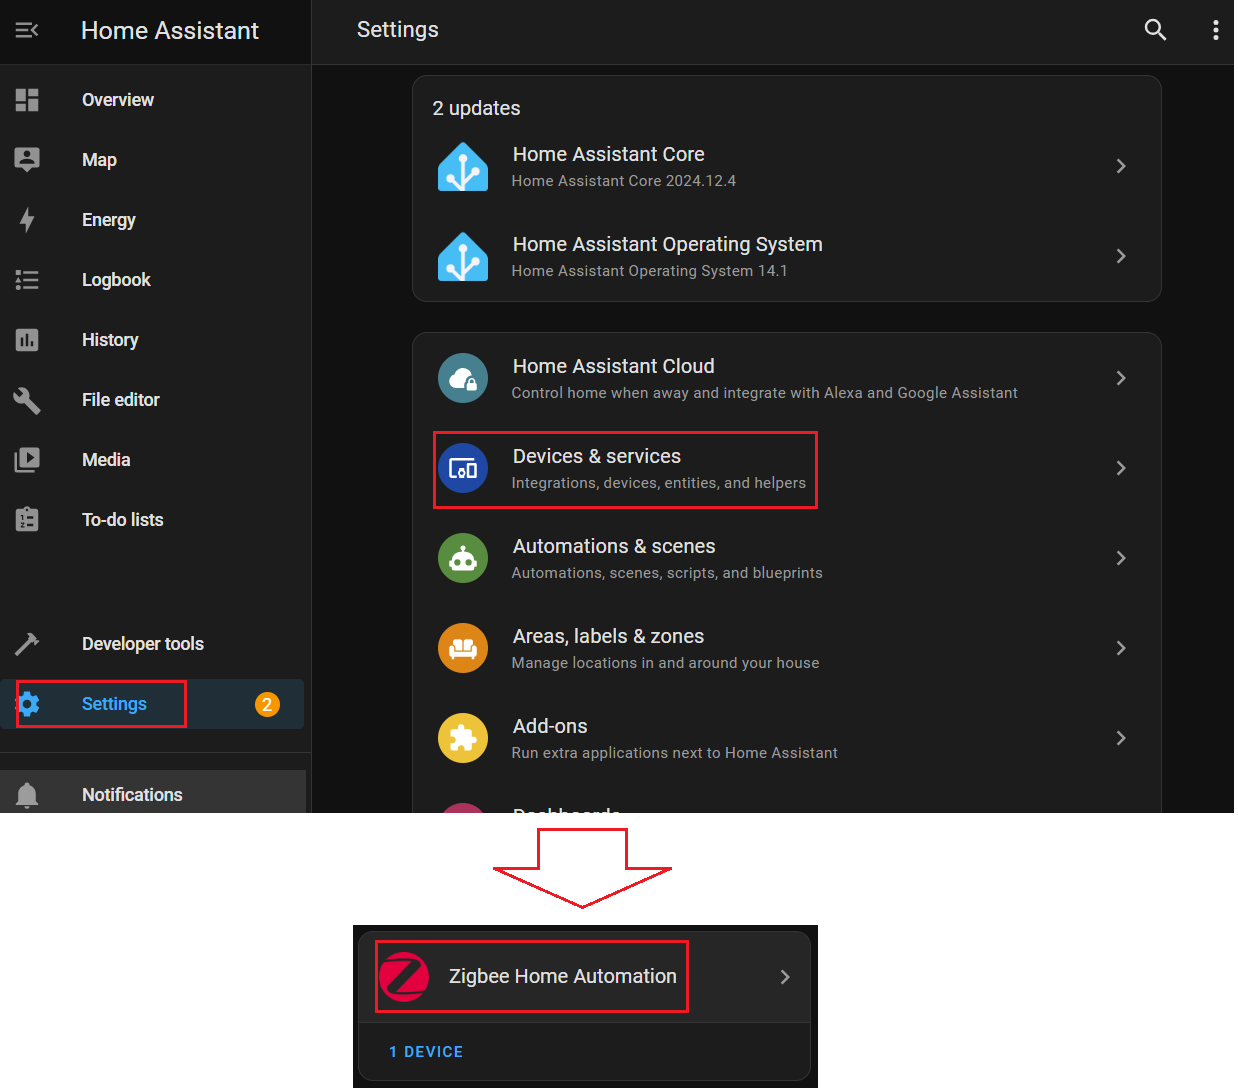 Home Assistant
Settings
Overview
Map
Energy
Logbook
History
File editor
Media
To-do lists
Developer tools
Settings
2
Notifications
2 updates
Home Assistant Core
Home Assistant Core 2024.12.4
Home Assistant Operating System
Home Assistant Operating System 14.1
Home Assistant Cloud
Control home when away and integrate with Alexa and Google Assistant
Devices & services
Integrations, devices, entities, and helpers
Automations & scenes
Automations, scenes, scripts, and blueprints
Areas, labels & zones
Manage locations in and around your house
Add-ons
Run extra applications next to Home Assistant
Dashboards
Zigbee Home Automation
1 DEVICE